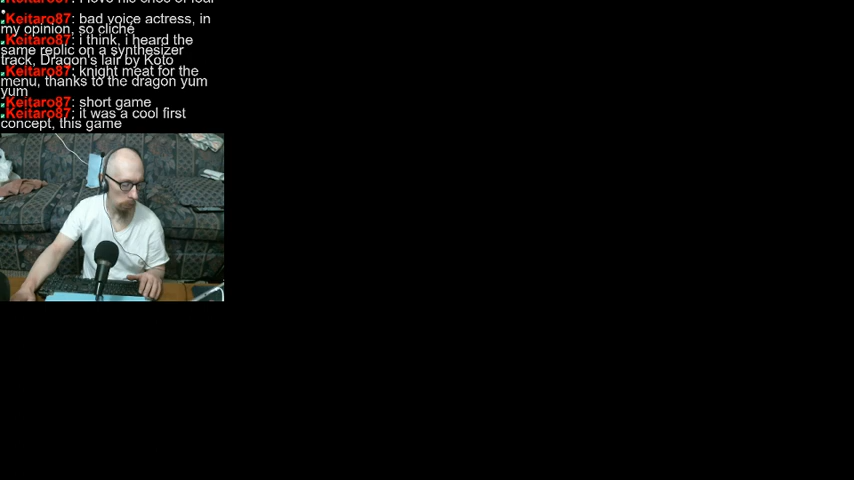 Keitaro87: bad voice actress, in
my opinion, so cliché
Keitaro87: i think, i heard the
same replic on a synthesizer
track, Dragon's lair by Koto
Keitaro87: knight meat for the
menu, thanks to the dragon yum
yum
Keitaro87: short game
Keitaro87: it was a cool first
concept, this game